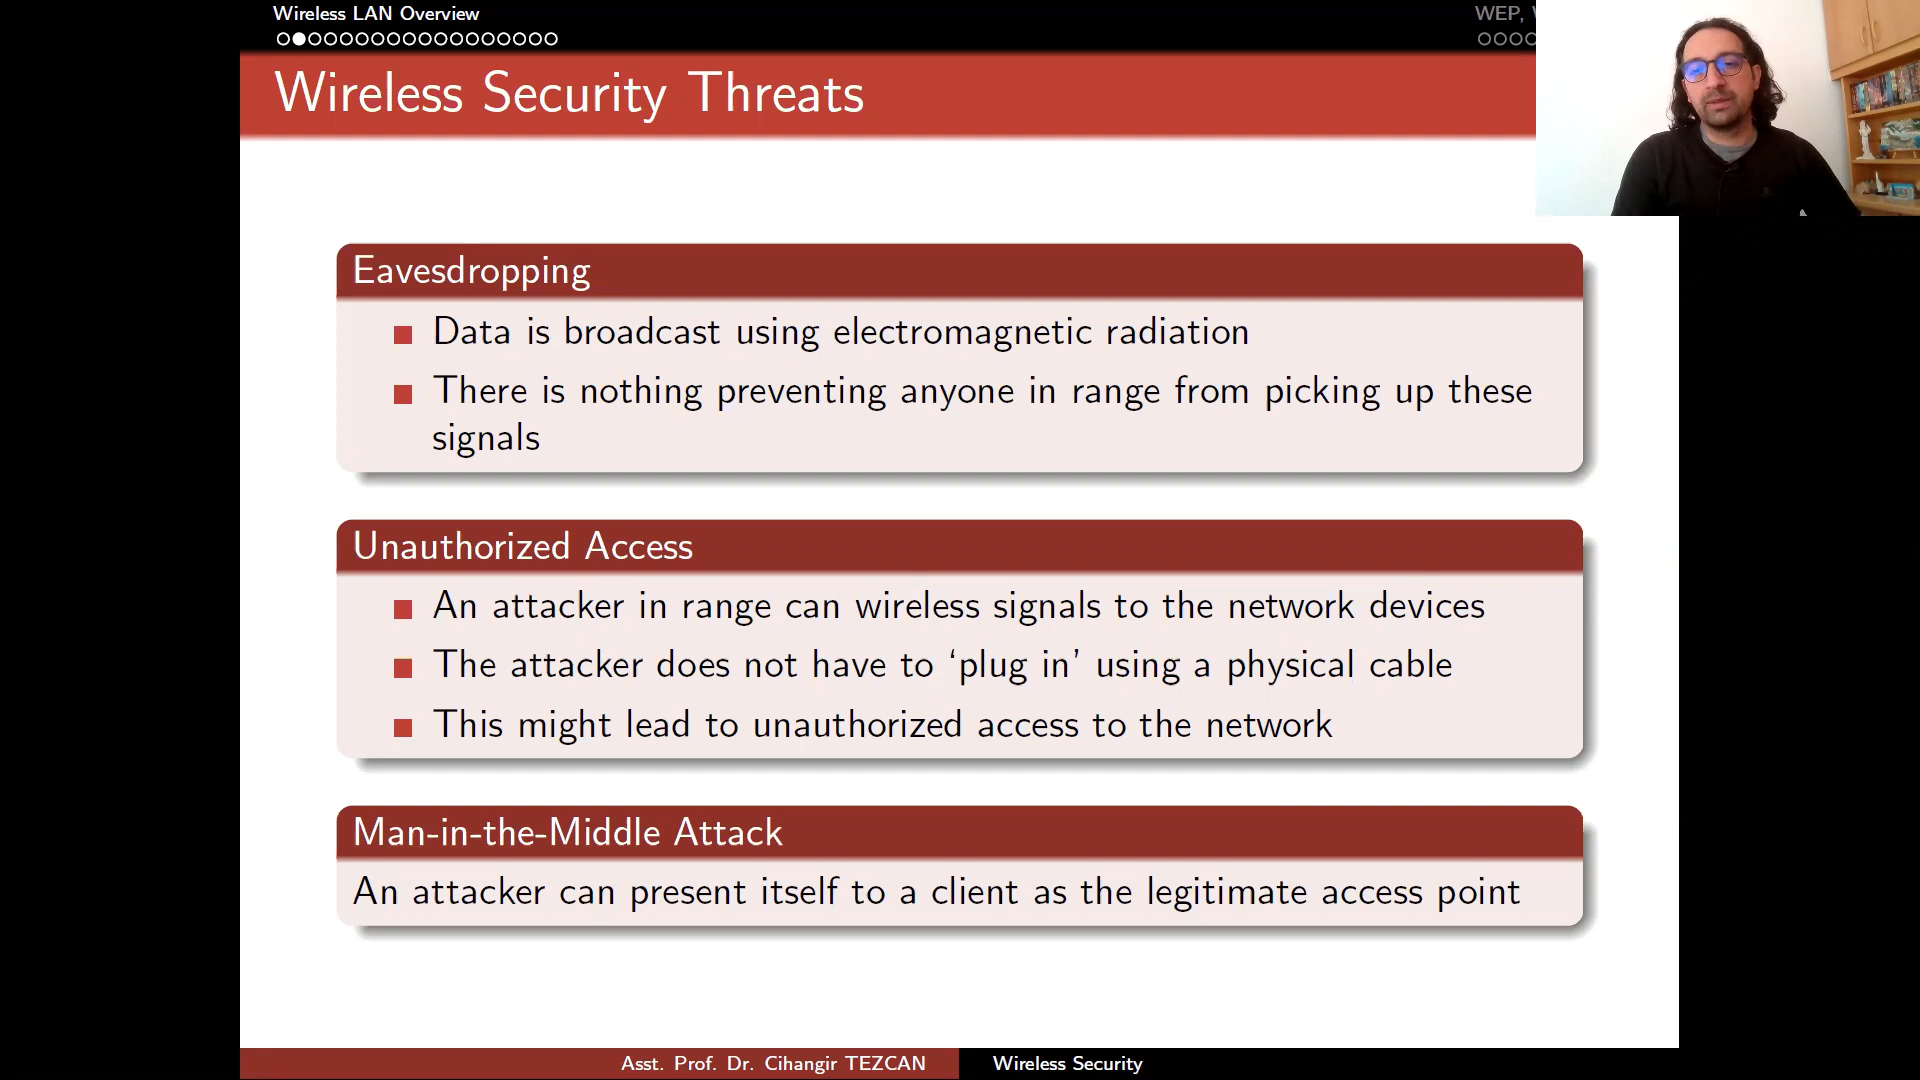 Wireless LAN Overview
WEP,
Wireless Security Threats
Eavesdropping
Data is broadcast using electromagnetic radiation
There is nothing preventing anyone in range from picking up these
signals
Unauthorized Access
An attacker in range can wireless signals to the network devices
The attacker does not have to ‘plug in’ using a physical cable
This might lead to unauthorized access to the network
Man-in-the-Middle Attack
An attacker can present itself to a client as the legitimate access point
Asst. Prof. Dr. Cihangir TEZCAN
Wireless Security